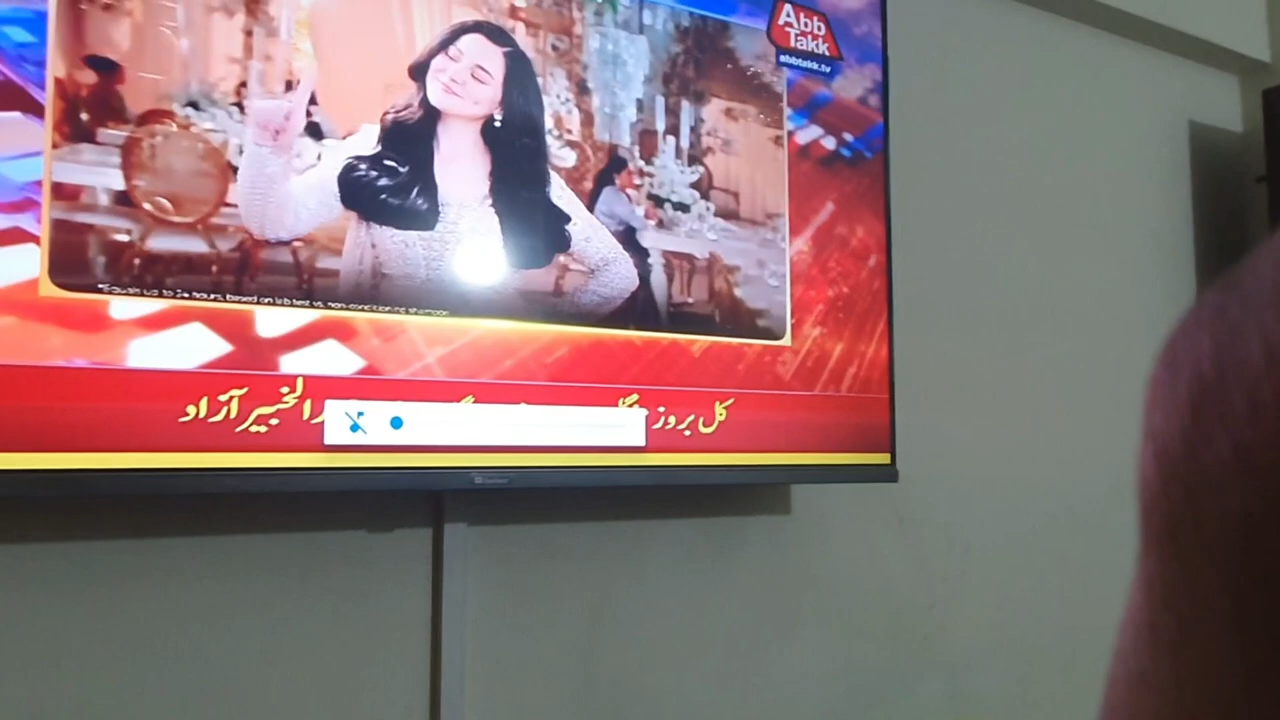 Abb
Takk
abbtakk.tv
*Equals up to 24 hours, based on lab test vs. non-conditioning shampoo
کل بروز
الخبیر آزاد